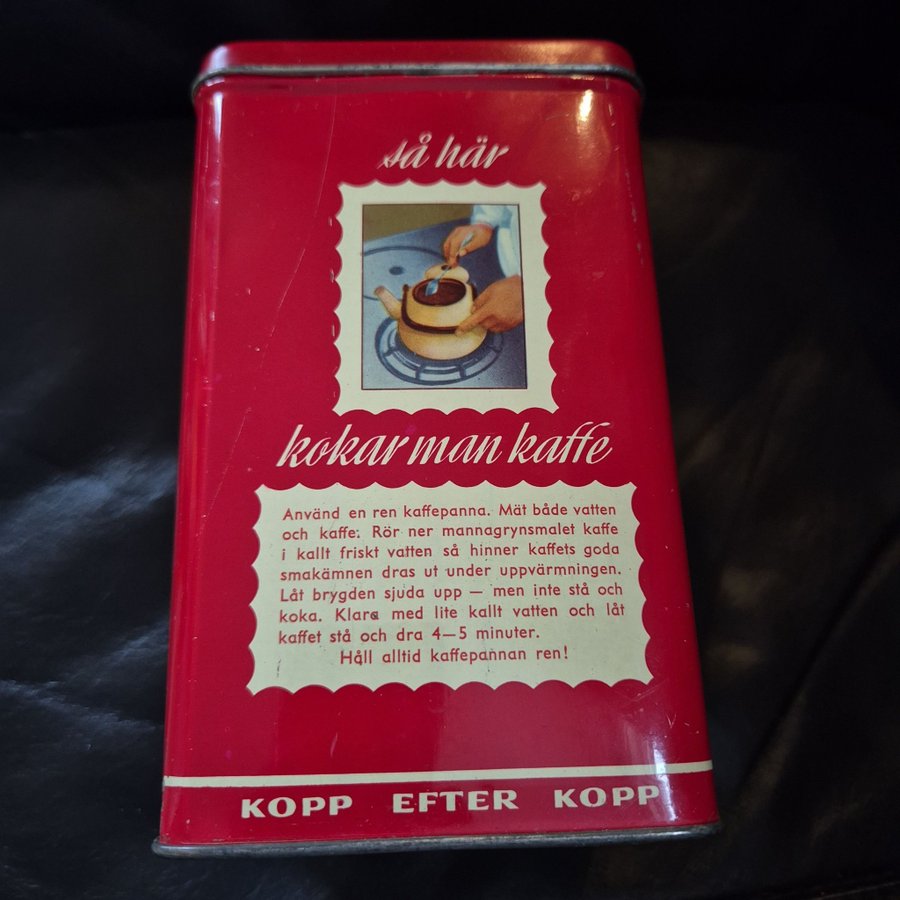 så här
kokar man kaffe
Använd en ren kaffepanna. Mät både vatten
och kaffe. Rör ner mannagrynsmalet kaffe
i kallt friskt vatten så hinner kaffets goda
smakämnen dras ut under uppvärmningen.
Låt brygden sjuda upp — men inte stå och
koka. Klara med lite kallt vatten och låt
kaffet stå och dra 4—5 minuter.
Håll alltid kaffepannan ren!
KOPP EFTER KOPP